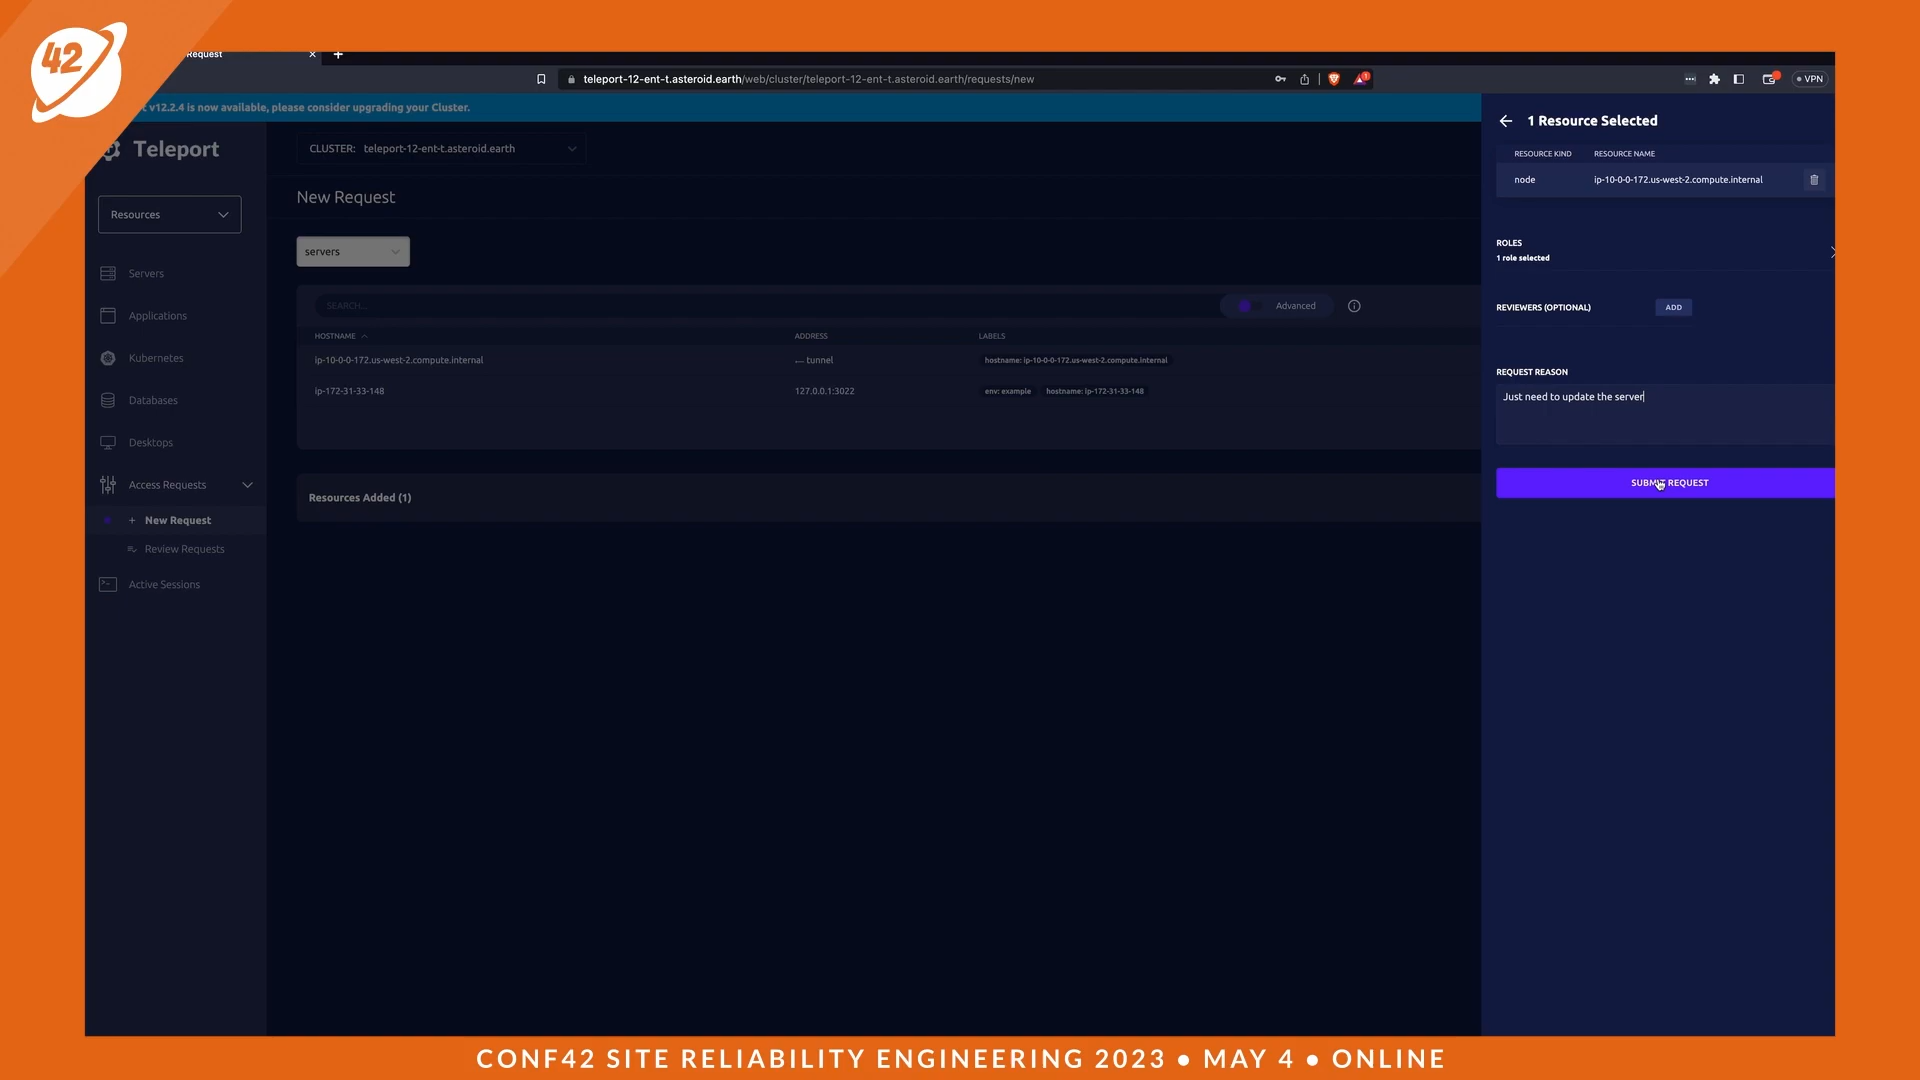 42
Request
teleport-12-ent-t.asteroid.earth/web/cluster/teleport-12-ent-t.asteroid.earth/requests/new
1
VPN
v12.2.4 is now available, please consider upgrading your Cluster.
Teleport
CLUSTER: teleport-12-ent-t.asteroid.earth
Resources
Servers
Applications
Kubernetes
Databases
Desktops
Access Requests
+ New Request
Review Requests
Active Sessions
New Request
servers
SEARCH...
Advanced
HOSTNAME ADDRESS LABELS
ip-10-0-0-172.us-west-2.compute.internal tunnel hostname: ip-10-0-0-172.us-west-2.compute.internal
ip-172-31-33-148 127.0.0.1:3022 env: example hostname: ip-172-31-33-148
Resources Added (1)
1 Resource Selected
RESOURCE KIND RESOURCE NAME
node ip-10-0-0-172.us-west-2.compute.internal
ROLES
1 role selected
REVIEWERS (OPTIONAL) ADD
REQUEST REASON
Just need to update the server
SUBMIT REQUEST
CONF42 SITE RELIABILITY ENGINEERING 2023 • MAY 4 • ONLINE